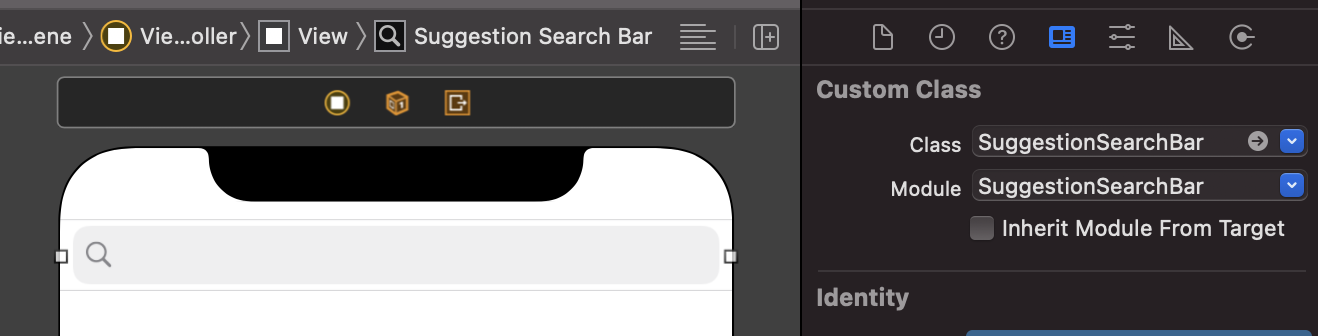 ie...ene 〉 Vie...oller 〉 View 〉 Suggestion Search Bar
Custom Class
Class SuggestionSearchBar
Module SuggestionSearchBar
Inherit Module From Target
Identity